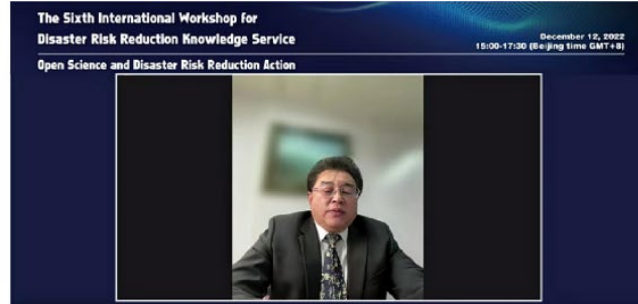 The Sixth International Workshop for
Disaster Risk Reduction Knowledge Service
December 12, 2022
15:00-17:30 (Beijing time GMT+8)
Open Science and Disaster Risk Reduction Action